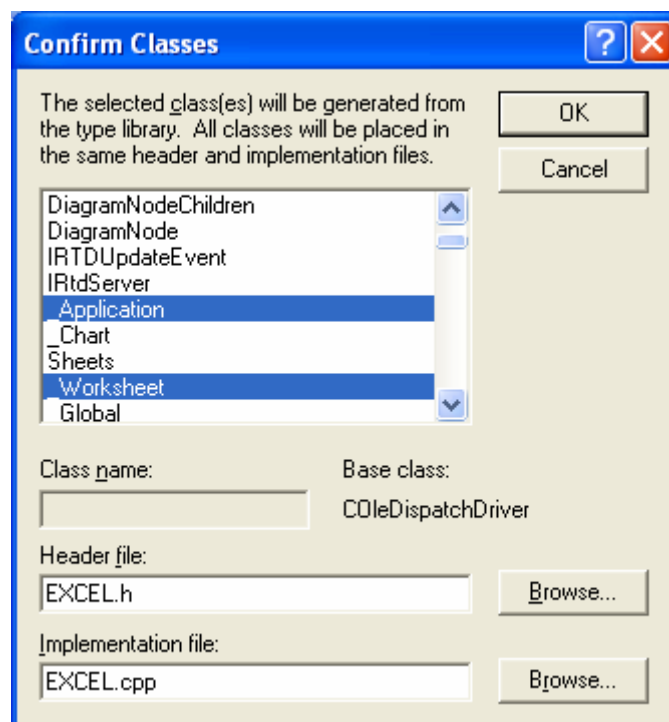 Confirm Classes
The selected class(es) will be generated from
the type library. All classes will be placed in
the same header and implementation files.
OK
Cancel
DiagramNodeChildren
DiagramNode
IRTDUpdateEvent
IRtdServer
_Application
_Chart
Sheets
_Worksheet
_Global
Class name:
Base class:
COleDispatchDriver
Header file:
EXCEL.h
Browse...
Implementation file:
EXCEL.cpp
Browse...